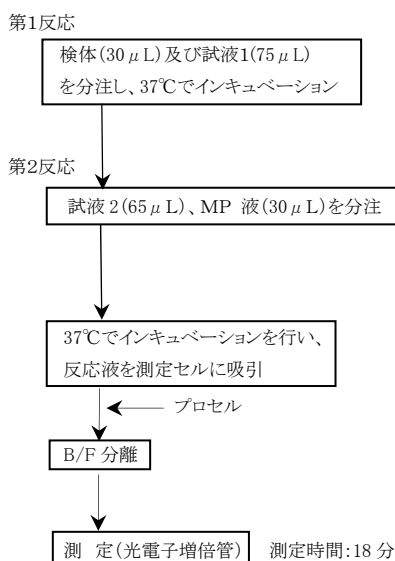 第1反応
検体(30μL)及び試液1(75μL)
を分注し、37℃でインキュベーション
第2反応
試液 2(65μL)、MP 液(30μL)を分注
37℃でインキュベーションを行い、
反応液を測定セルに吸引
プロセル
B/F 分離
測 定(光電子増倍管) 測定時間:18 分